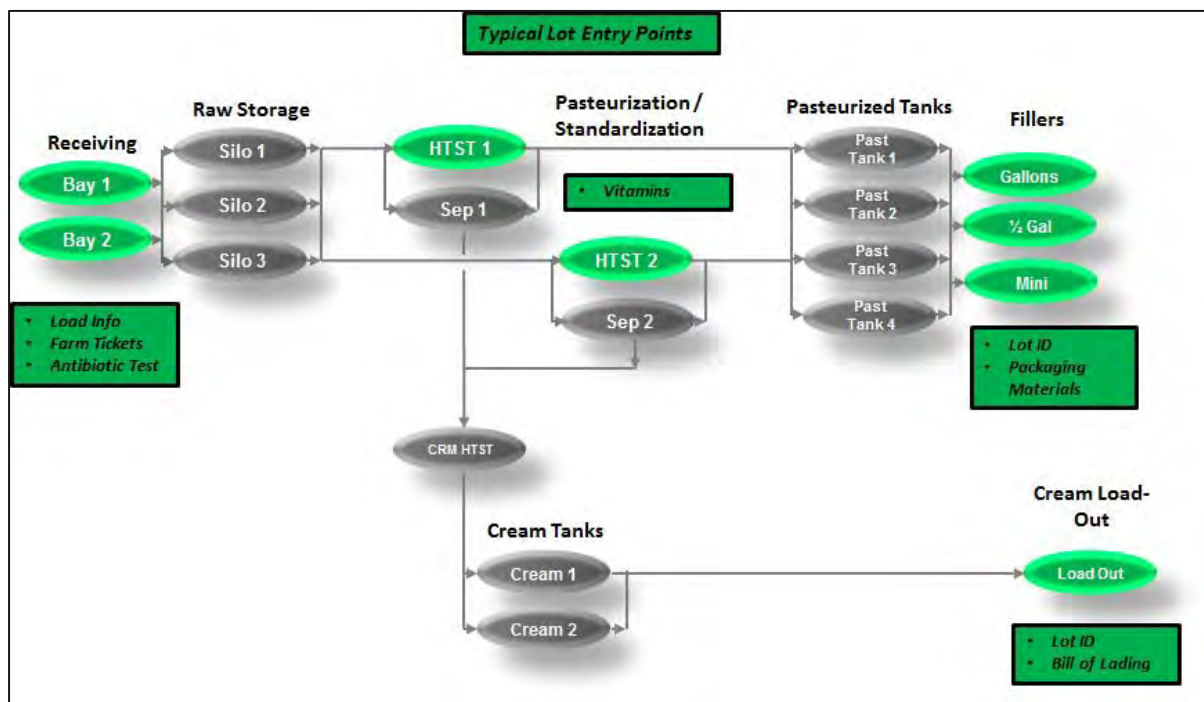 Typical Lot Entry Points
Receiving
Bay 1
Bay 2
• Load Info
• Farm Tickets
• Antibiotic Test
Raw Storage
Silo 1
Silo 2
Silo 3
HTST 1
Sep 1
Pasteurization /
Standardization
• Vitamins
HTST 2
Sep 2
Pasteurized Tanks
Past
Tank 1
Past
Tank 2
Past
Tank 3
Past
Tank 4
Fillers
Gallons
½ Gal
Mini
• Lot ID
• Packaging
Materials
CRM HTST
Cream Tanks
Cream 1
Cream 2
Cream Load-
Out
Load Out
• Lot ID
• Bill of Lading